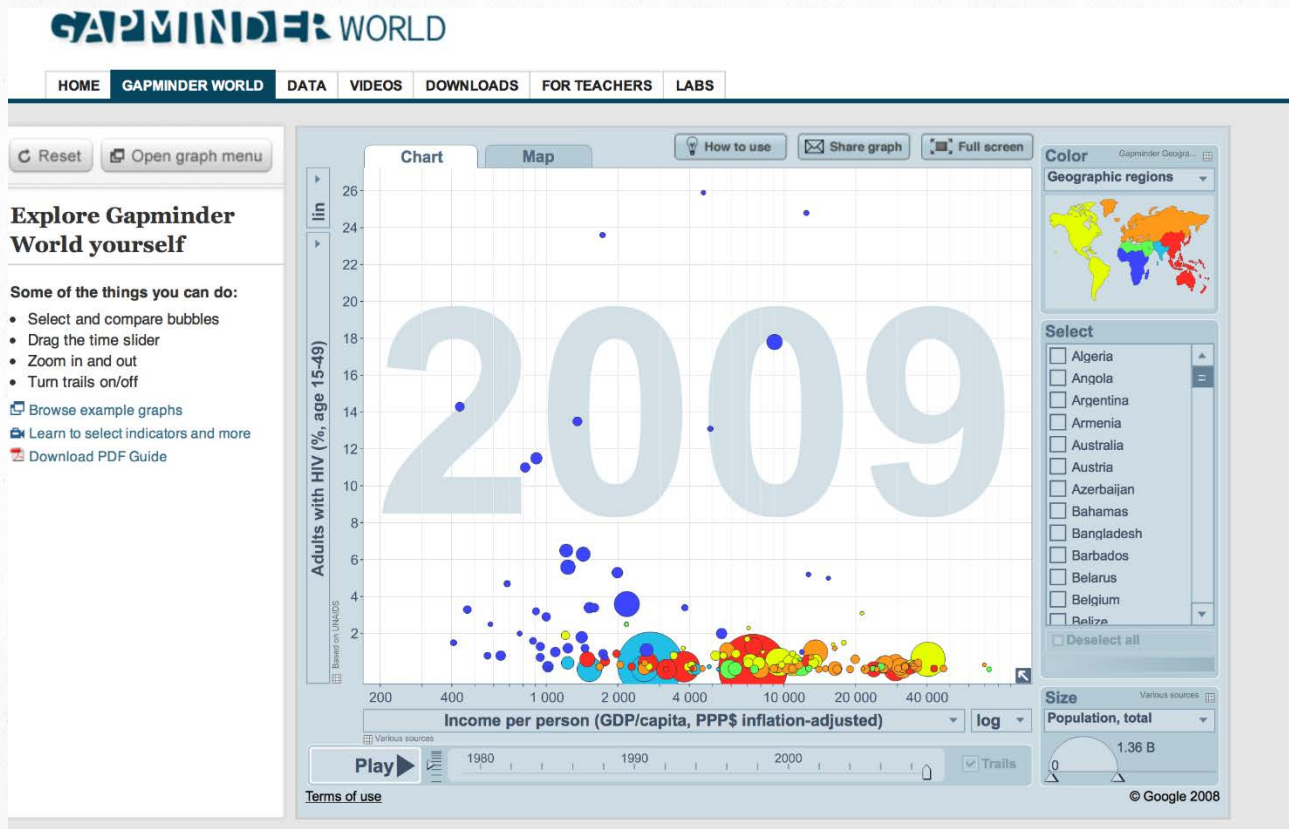 GAPMINDER WORLD
HOME GAPMINDER WORLD DATA VIDEOS DOWNLOADS FOR TEACHERS LABS
Reset Open graph menu
Explore Gapminder
World yourself
Some of the things you can do:
• Select and compare bubbles
• Drag the time slider
• Zoom in and out
• Turn trails on/off
Browse example graphs
Learn to select indicators and more
Download PDF Guide
Chart Map How to use Share graph Full screen
lin
Adults with HIV (%, age 15-49)
Based on UNAIDS
26
24
22
20
18
16
14
12
10
8
6
4
2
2009
200 400 1 000 2 000 4 000 10 000 20 000 40 000
Income per person (GDP/capita, PPP$ inflation-adjusted) log
Various sources
Play 1980 1990 2000 Trails
Terms of use
Color Gapminder Geogra...
Geographic regions
Select
Algeria
Angola
Argentina
Armenia
Australia
Austria
Azerbaijan
Bahamas
Bangladesh
Barbados
Belarus
Belgium
Belize
Deselect all
Size Various sources
Population, total
1.36 B
0
© Google 2008